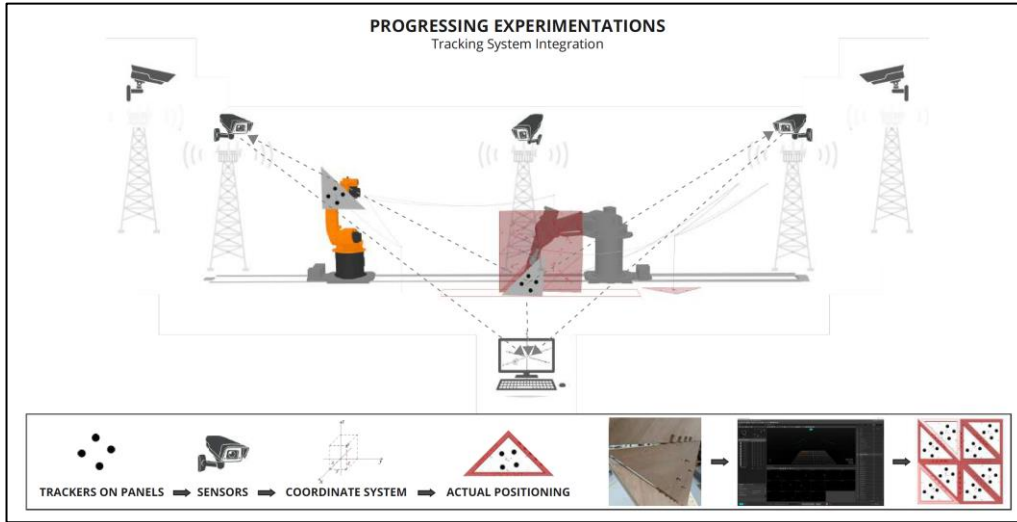 PROGRESSING EXPERIMENTATIONS
Tracking System Integration
TRACKERS ON PANELS
SENSORS
COORDINATE SYSTEM
ACTUAL POSITIONING